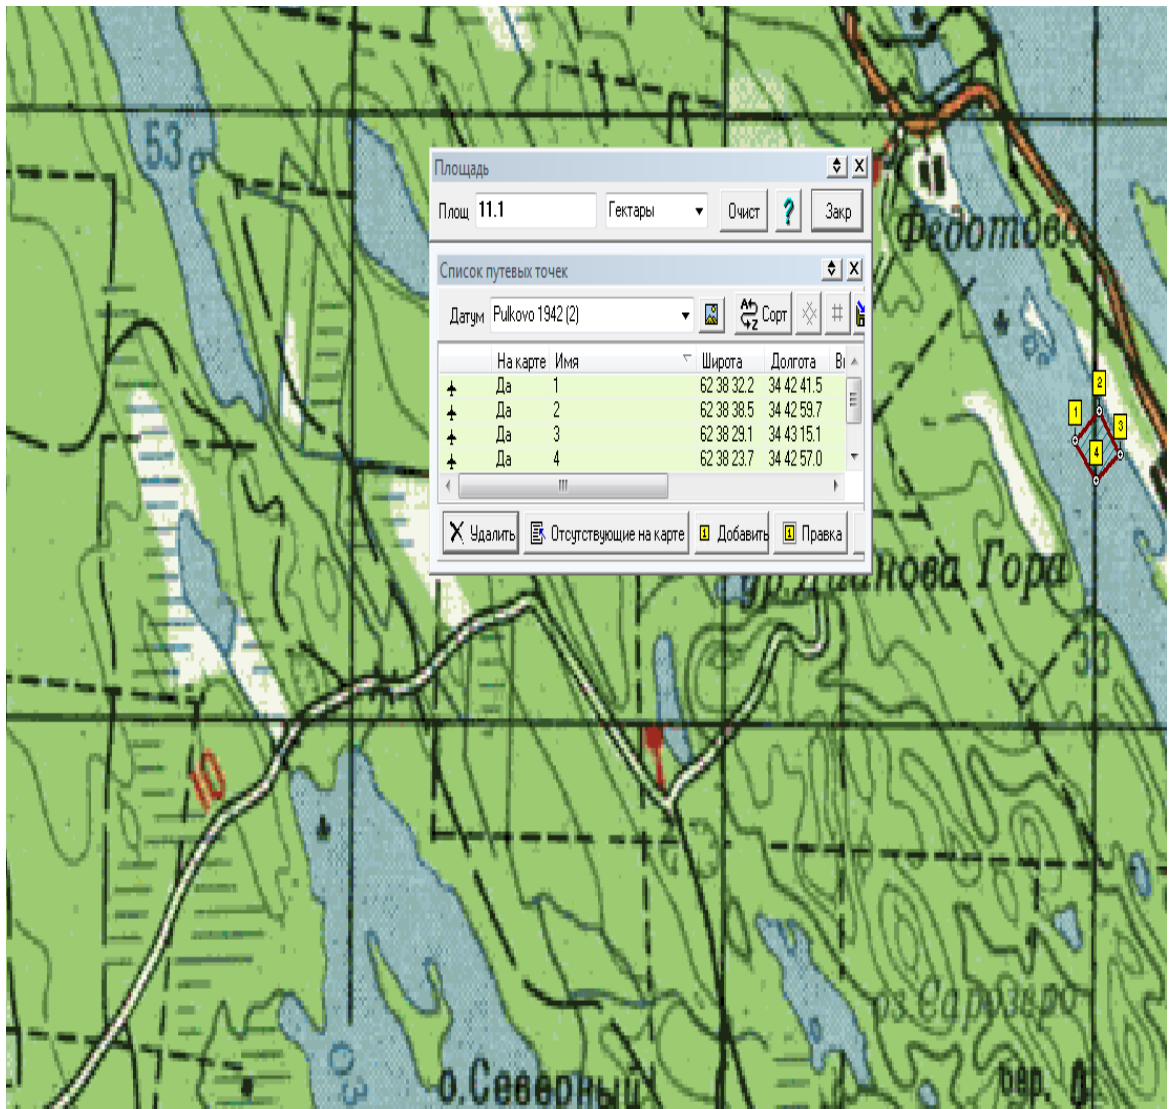 53
Площадь
Площ 11.1 Гектары Очист ? Закр
Федотово
Список путевых точек
Датум Pulkovo 1942 (2) Сорт
На карте Имя Широта Долгота
Да 1 62 38 32.2 34 42 41.5
Да 2 62 38 38.5 34 42 59.7
Да 3 62 38 29.1 34 43 15.1
Да 4 62 38 23.7 34 42 57.0
2
1
3
4
Удалить Отсутствующие на карте Добавить Правка
Гора
33
10
оз.
03
о.Северный